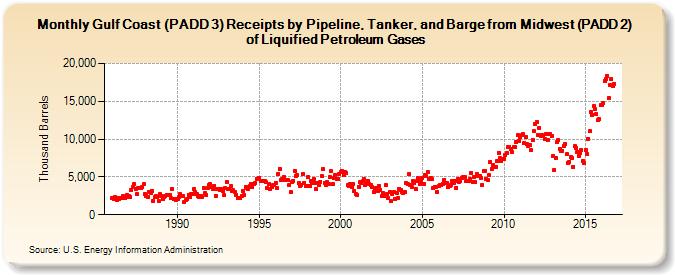 Monthly Gulf Coast (PADD 3) Receipts by Pipeline, Tanker, and Barge from Midwest (PADD 2)
of Liquified Petroleum Gases
Thousand Barrels
20,000
15,000
10,000
5,000
0
1990
1995
2000
2005
2010
2015
Source: U.S. Energy Information Administration